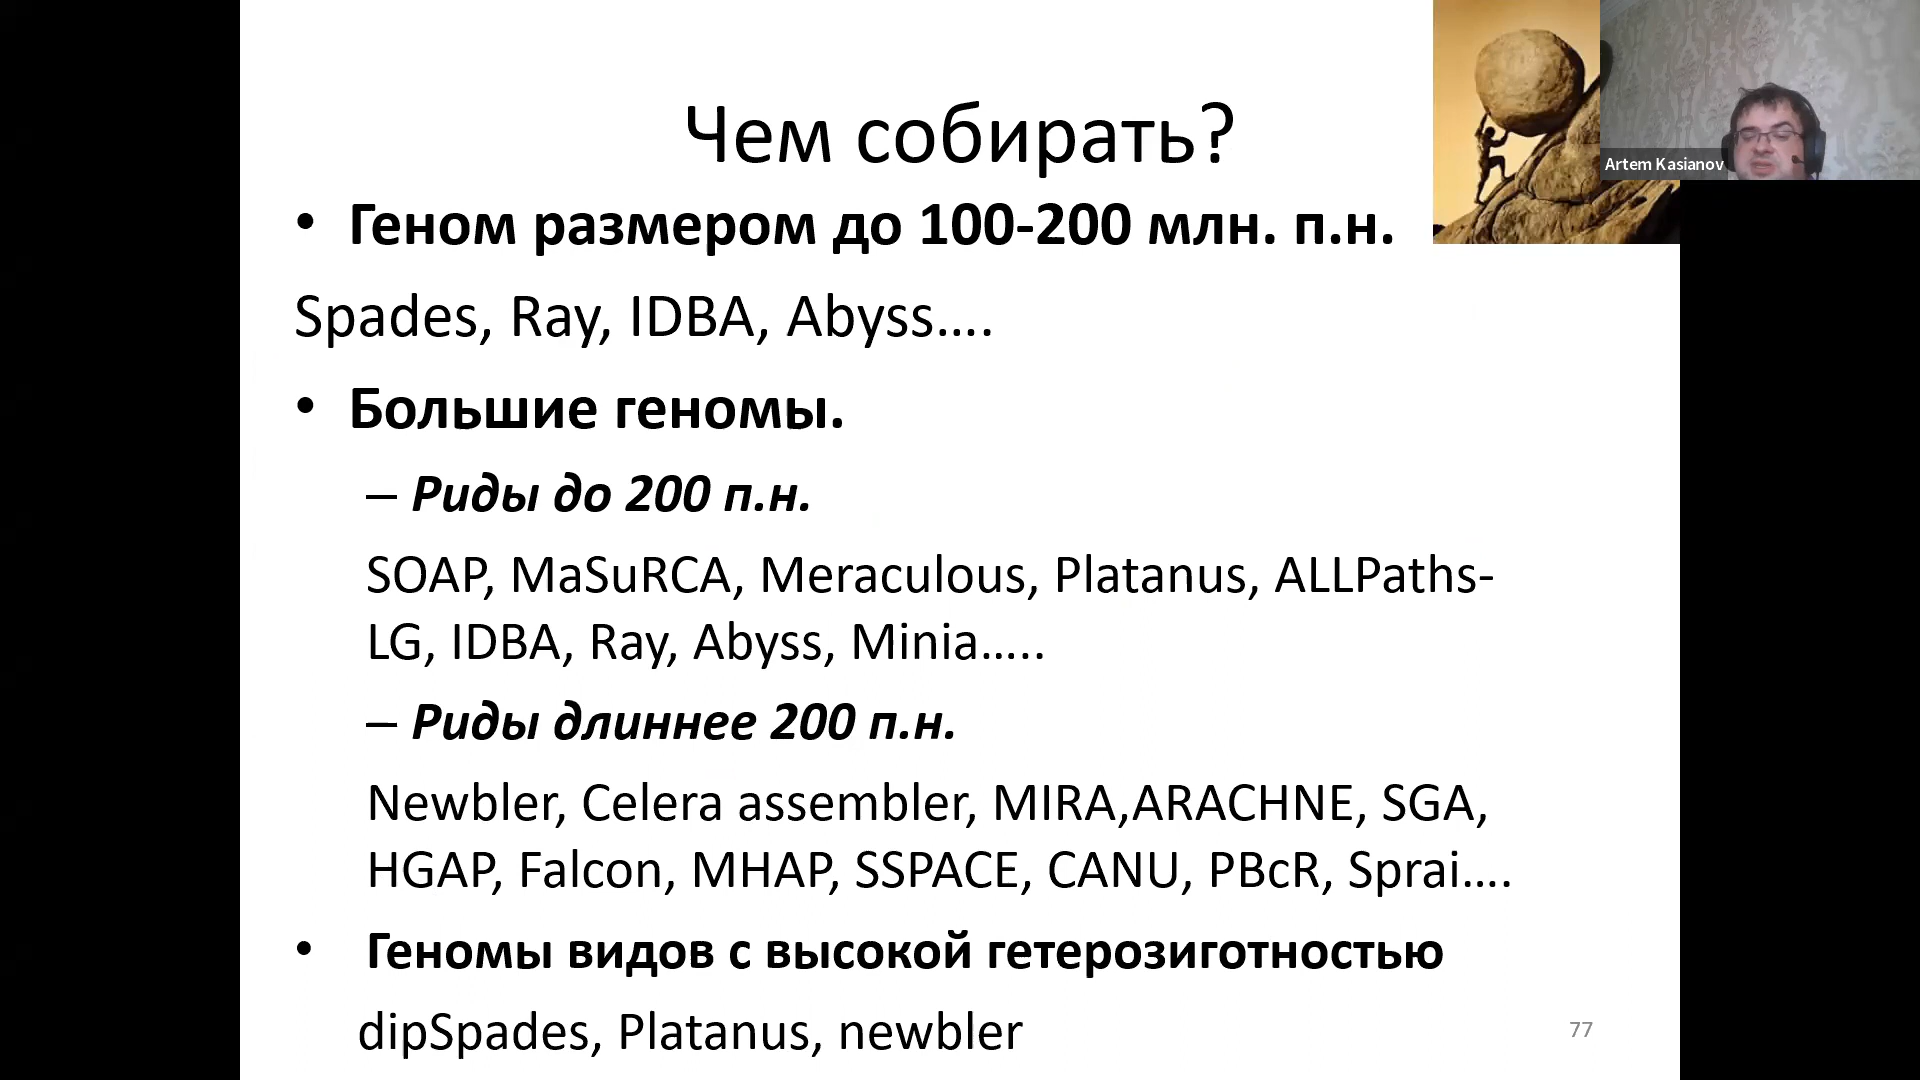 Чем собирать?
Artem Kasianov
• Геном размером до 100-200 млн. п.н.
Spades, Ray, IDBA, Abyss….
• Большие геномы.
– Риды до 200 п.н.
SOAP, MaSuRCA, Meraculous, Platanus, ALLPaths-
LG, IDBA, Ray, Abyss, Minia…..
– Риды длиннее 200 п.н.
Newbler, Celera assembler, MIRA,ARACHNE, SGA,
HGAP, Falcon, MHAP, SSPACE, CANU, PBcR, Sprai….
• Геномы видов с высокой гетерозиготностью
dipSpades, Platanus, newbler
77